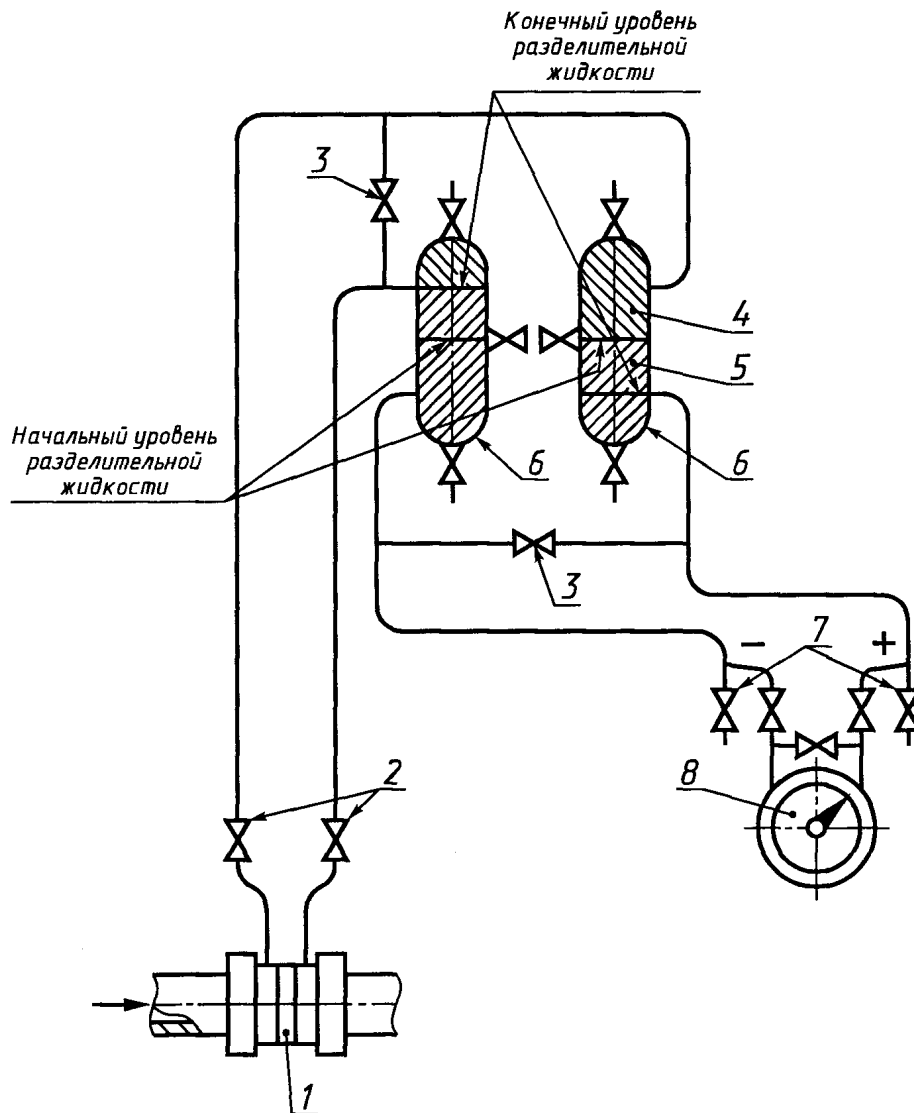 Конечный уровень
разделительной
жидкости
3
4
5
Начальный уровень
разделительной
жидкости
6
6
3
7
−
+
2
8
1